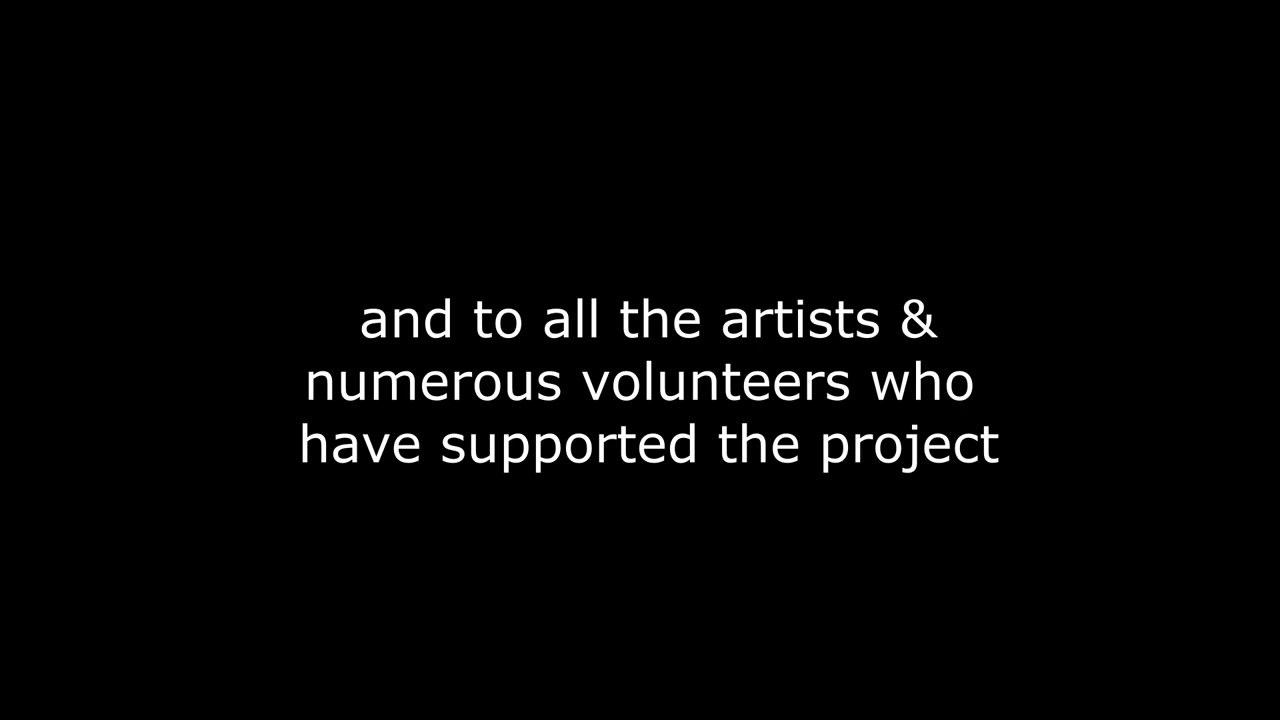 and to all the artists &
numerous volunteers who
have supported the project